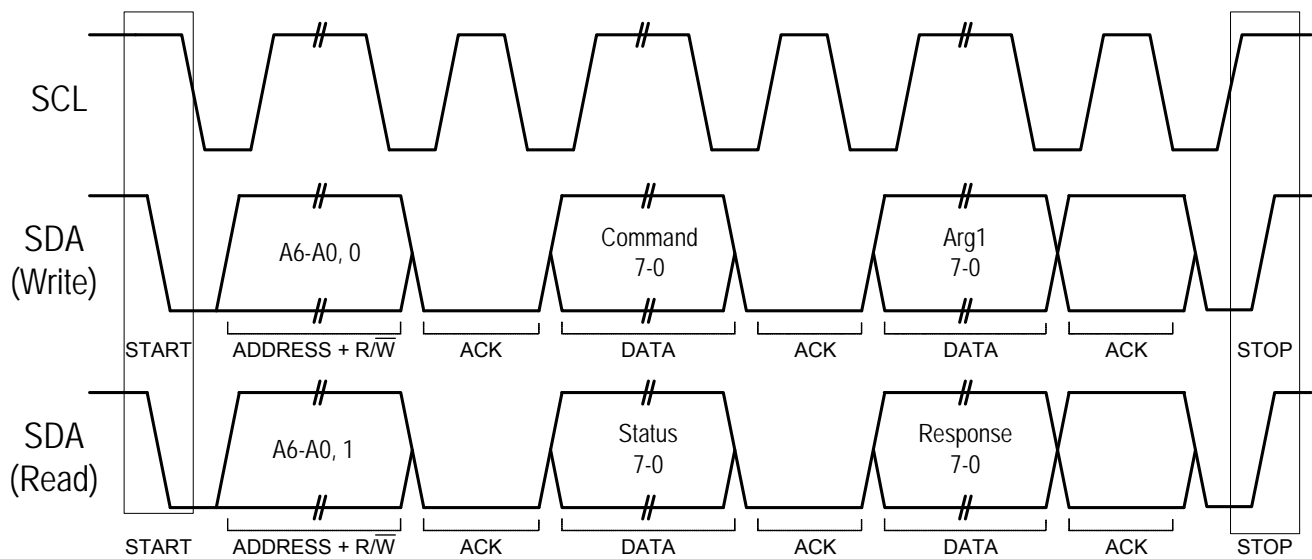 SCL
SDA
(Write)
A6-A0, 0
Command
7-0
Arg1
7-0
START
ADDRESS + R/W̅
ACK
DATA
ACK
DATA
ACK
STOP
SDA
(Read)
A6-A0, 1
Status
7-0
Response
7-0
START
ADDRESS + R/W̅
ACK
DATA
ACK
DATA
ACK
STOP